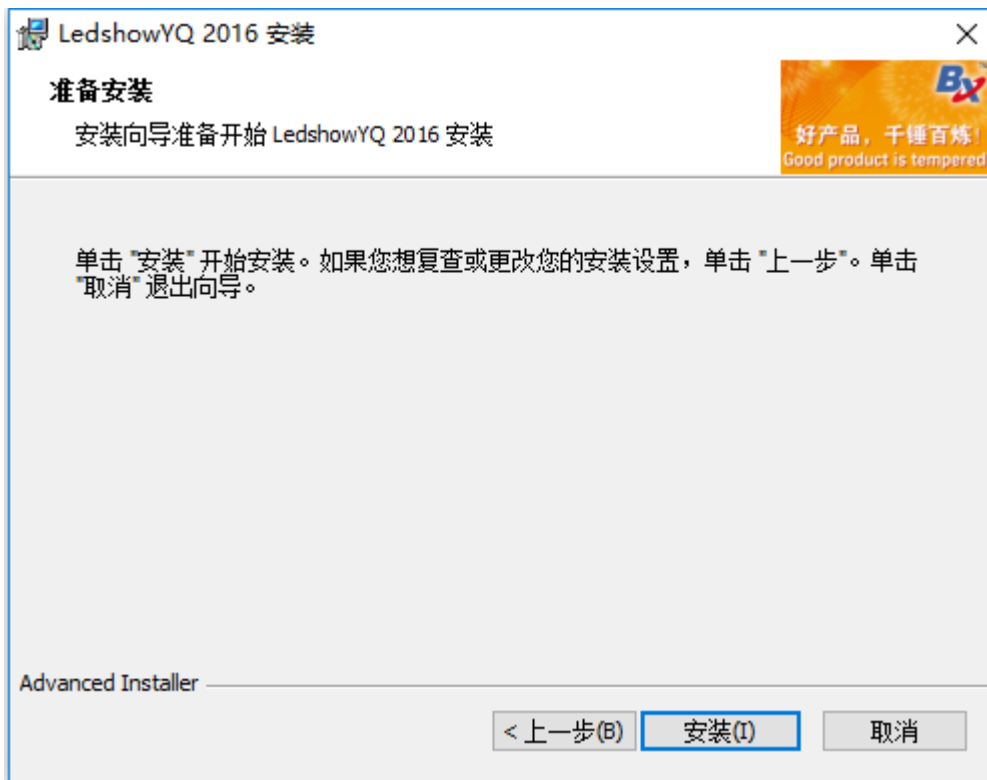 LedshowYQ 2016 安装
准备安装
安装向导准备开始 LedshowYQ 2016 安装
BX
好产品，千锤百炼！
Good product is tempered
单击 "安装" 开始安装。如果您想复查或更改您的安装设置，单击 "上一步"。单击
"取消" 退出向导。
Advanced Installer
< 上一步(B)
安装(I)
取消